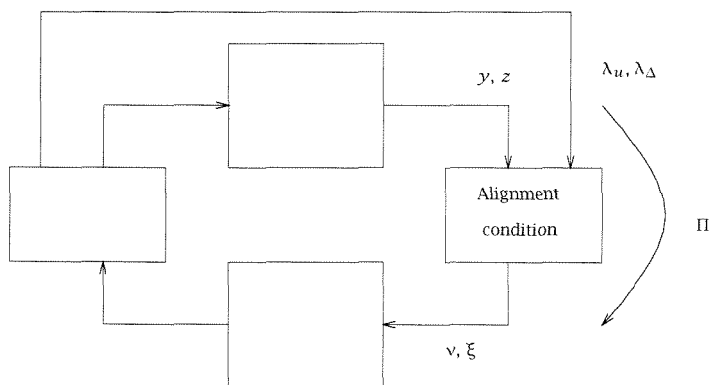 y, z
λu, λΔ
Alignment
condition
Π
ν, ξ